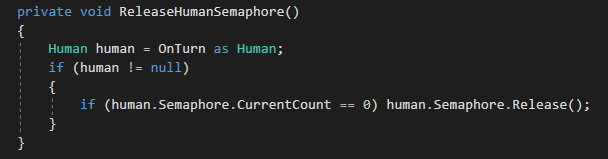 private void ReleaseHumanSemaphore()
{
    Human human = OnTurn as Human;
    if (human != null)
    {
        if (human.Semaphore.CurrentCount == 0) human.Semaphore.Release();
    }
}